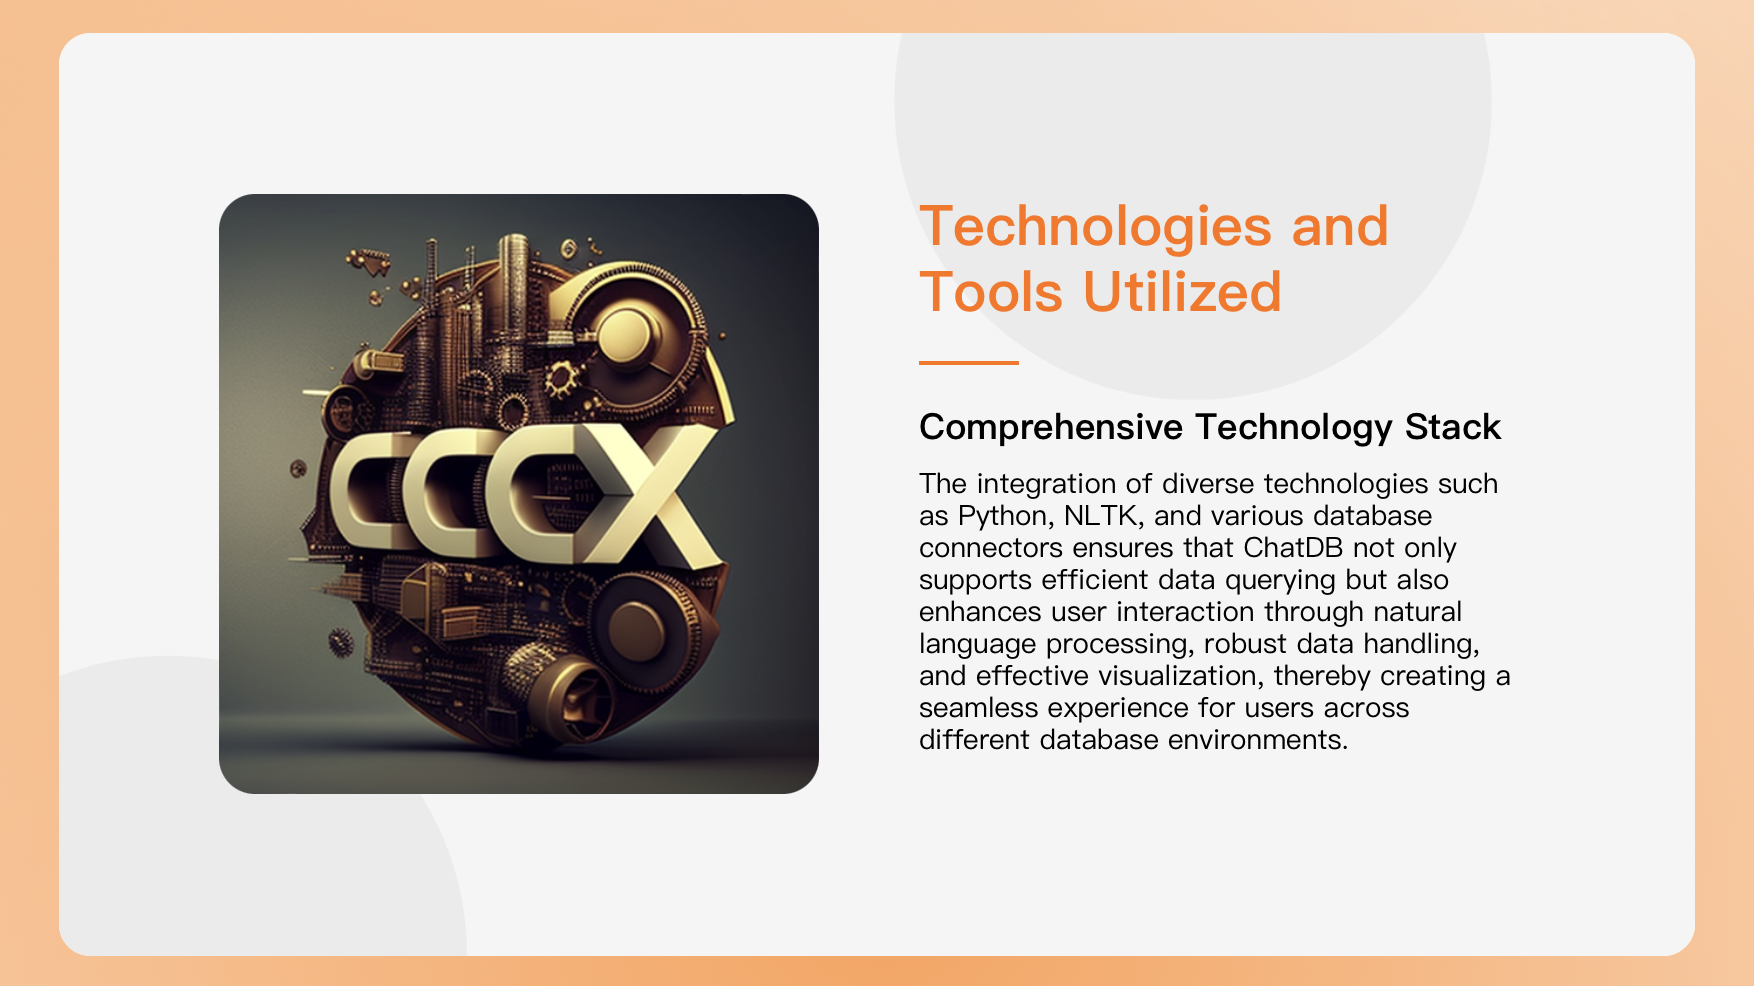 CCCX
Technologies and
Tools Utilized
Comprehensive Technology Stack
The integration of diverse technologies such
as Python, NLTK, and various database
connectors ensures that ChatDB not only
supports efficient data querying but also
enhances user interaction through natural
language processing, robust data handling,
and effective visualization, thereby creating a
seamless experience for users across
different database environments.